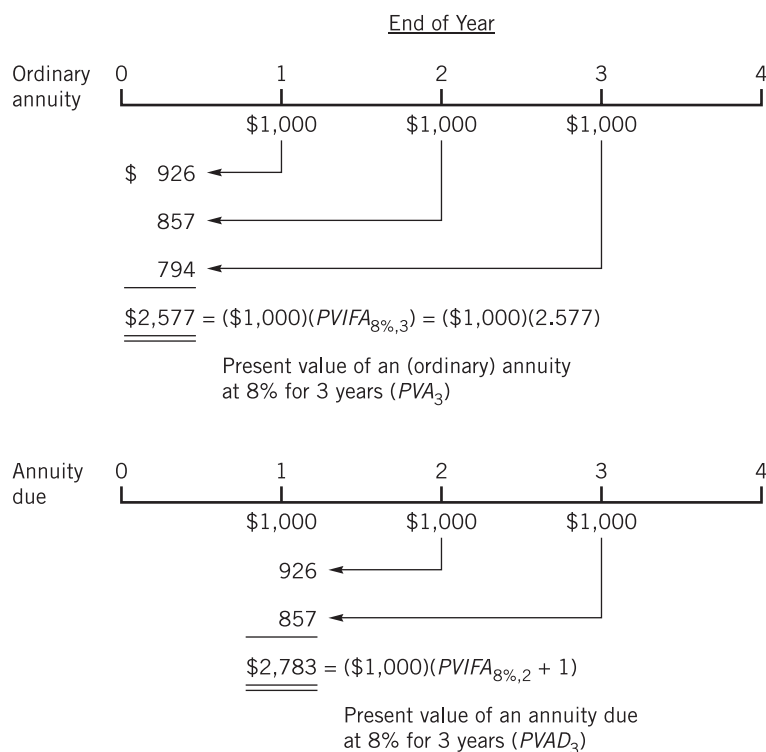 End of Year
Ordinary annuity
0 1 2 3 4
$1,000 $1,000 $1,000
$ 926
857
794
$2,577 = ($1,000)(PVIFA8%,3) = ($1,000)(2.577)
Present value of an (ordinary) annuity
at 8% for 3 years (PVA3)
Annuity due
0 1 2 3 4
$1,000 $1,000 $1,000
926
857
$2,783 = ($1,000)(PVIFA8%,2 + 1)
Present value of an annuity due
at 8% for 3 years (PVAD3)